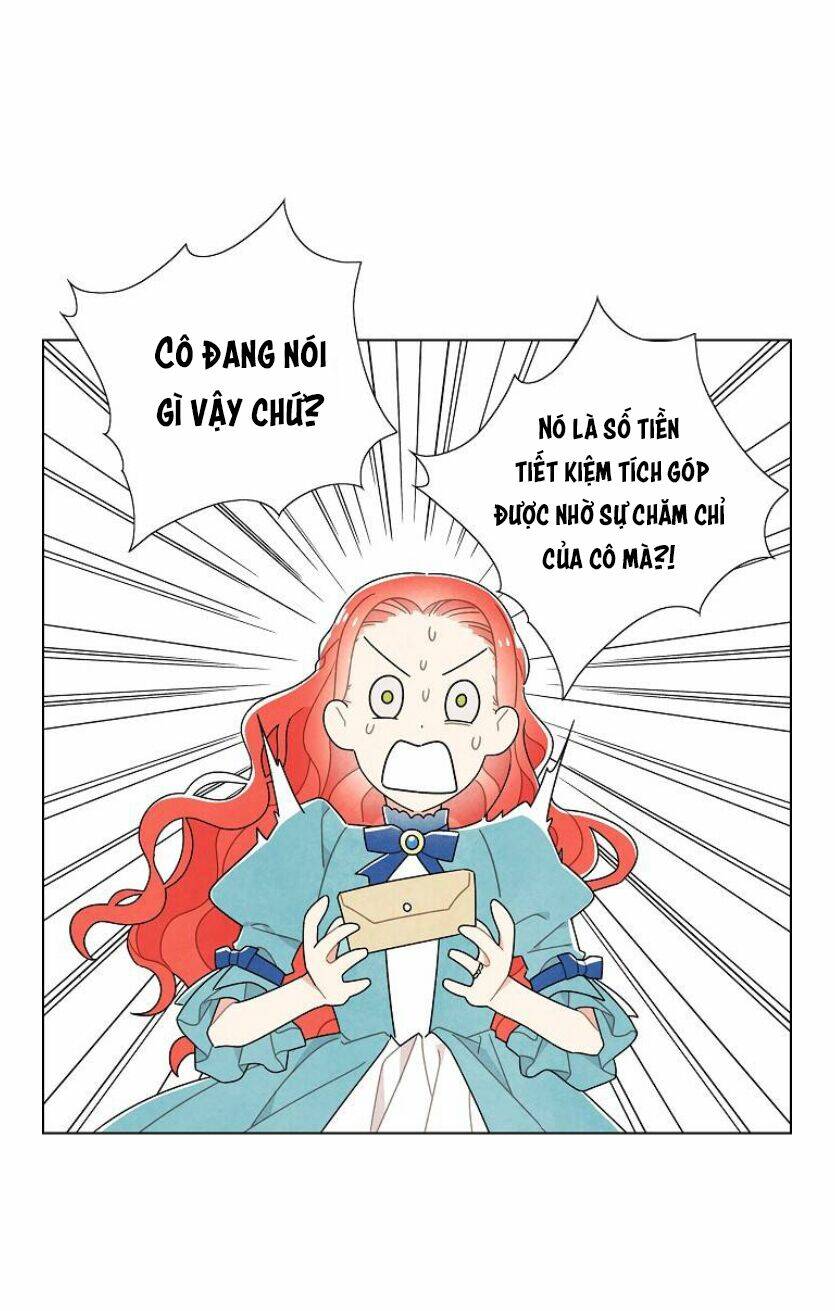 CÔ ĐANG NÓI
GÌ VẬY CHỨ?
NÓ LÀ SỐ TIỀN
TIẾT KIỆM TÍCH GÓP
ĐƯỢC NHỜ SỰ CHĂM CHỈ
CỦA CÔ MÀ?!